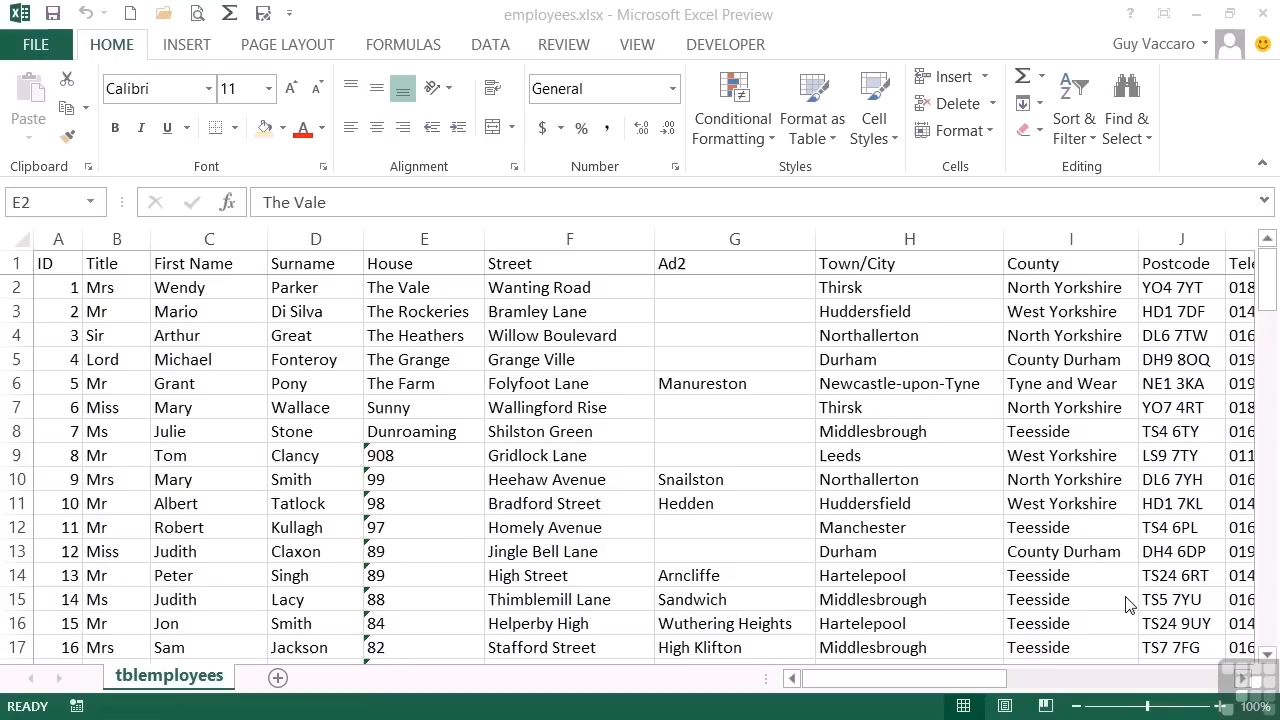 employees.xlsx - Microsoft Excel Preview
FILE HOME INSERT PAGE LAYOUT FORMULAS DATA REVIEW VIEW DEVELOPER Guy Vaccaro
Paste
Clipboard
Calibri 11
B I U A
Font
Alignment
General
$ % ,
Number
Conditional Formatting
Format as Table
Cell Styles
Styles
Insert
Delete
Format
Cells
Sort & Filter
Find & Select
Editing
E2 fx The Vale
A B C D E F G H I J
1 ID Title First Name Surname House Street Ad2 Town/City County Postcode Tele
2 1 Mrs Wendy Parker The Vale Wanting Road Thirsk North Yorkshire YO4 7YT 018
3 2 Mr Mario Di Silva The Rockeries Bramley Lane Huddersfield West Yorkshire HD1 7DF 014
4 3 Sir Arthur Great The Heathers Willow Boulevard Northallerton North Yorkshire DL6 7TW 016
5 4 Lord Michael Fonteroy The Grange Grange Ville Durham County Durham DH9 8OQ 019
6 5 Mr Grant Pony The Farm Folyfoot Lane Manureston Newcastle-upon-Tyne Tyne and Wear NE1 3KA 019
7 6 Miss Mary Wallace Sunny Wallingford Rise Thirsk North Yorkshire YO7 4RT 018
8 7 Ms Julie Stone Dunroaming Shilston Green Middlesbrough Teesside TS4 6TY 016
9 8 Mr Tom Clancy 908 Gridlock Lane Leeds West Yorkshire LS9 7TY 011
10 9 Mrs Mary Smith 99 Heehaw Avenue Snailston Northallerton North Yorkshire DL6 7YH 016
11 10 Mr Albert Tatlock 98 Bradford Street Hedden Huddersfield West Yorkshire HD1 7KL 014
12 11 Mr Robert Kullagh 97 Homely Avenue Manchester Teesside TS4 6PL 016
13 12 Miss Judith Claxon 89 Jingle Bell Lane Durham County Durham DH4 6DP 019
14 13 Mr Peter Singh 89 High Street Arncliffe Hartelepool Teesside TS24 6RT 014
15 14 Ms Judith Lacy 88 Thimblemill Lane Sandwich Middlesbrough Teesside TS5 7YU 016
16 15 Mr Jon Smith 84 Helperby High Wuthering Heights Hartelepool Teesside TS24 9UY 014
17 16 Mrs Sam Jackson 82 Stafford Street High Klifton Middlesbrough Teesside TS7 7FG 016
tblemployees
READY 100%